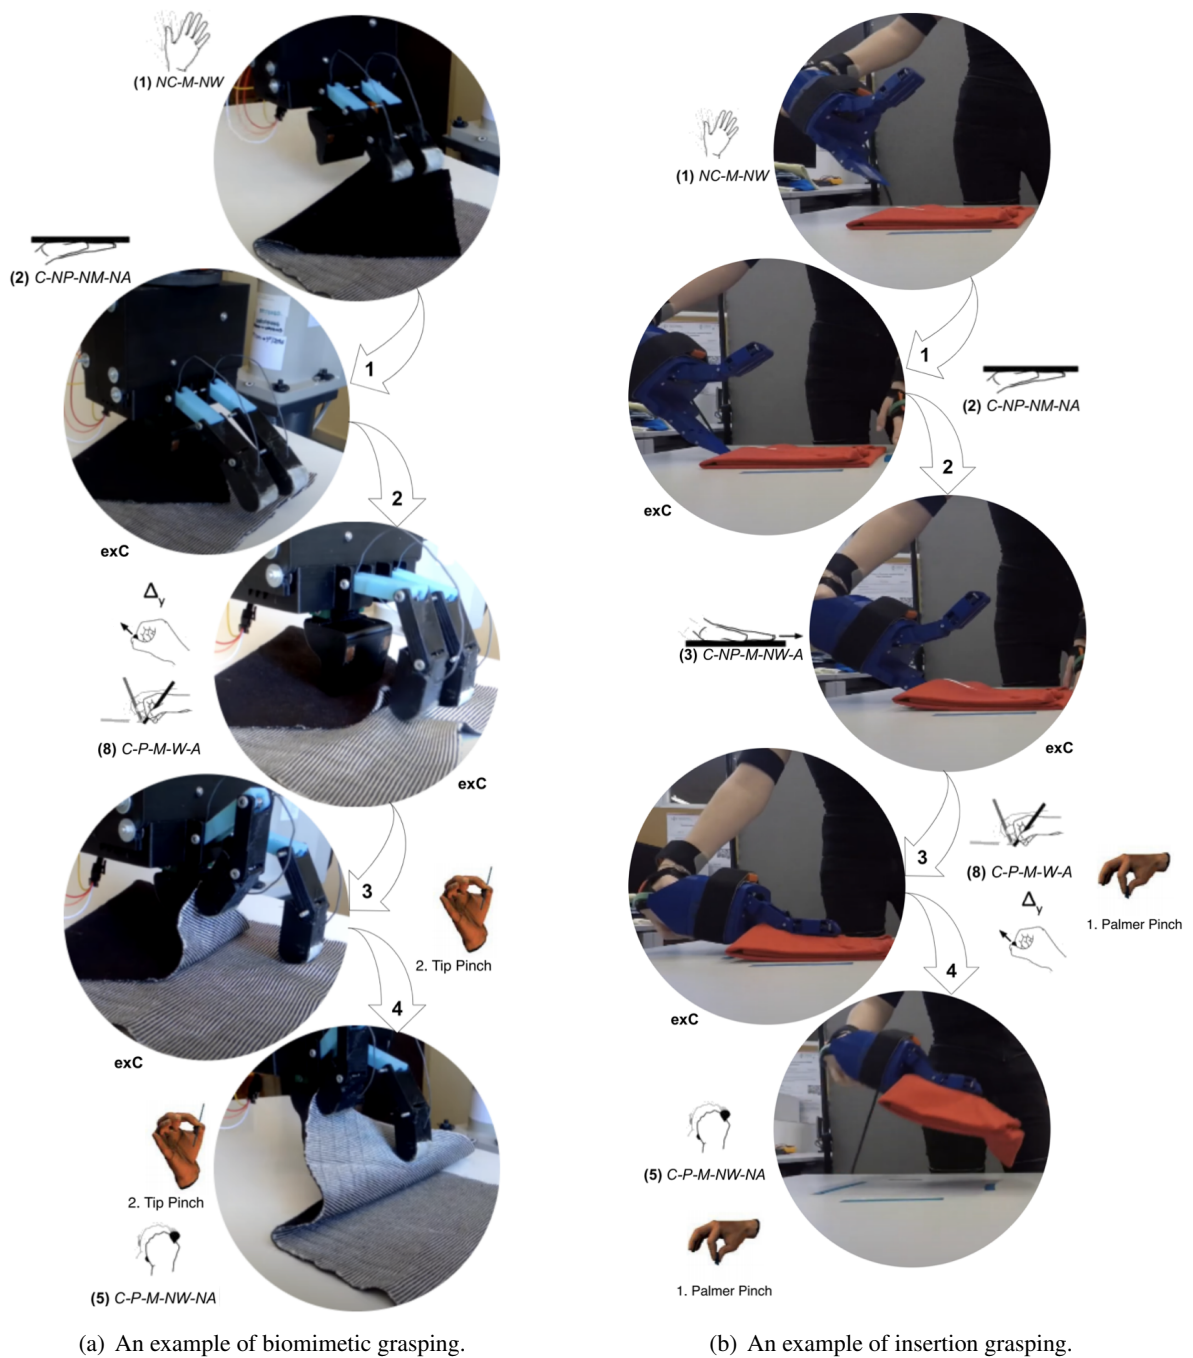 (1) NC-M-NW
(2) C-NP-NM-NA
1
exC
2
Δy
(8) C-P-M-W-A
exC
3
2. Tip Pinch
exC
4
2. Tip Pinch
(5) C-P-M-NW-NA
(a) An example of biomimetic grasping.
(1) NC-M-NW
1
(2) C-NP-NM-NA
exC
2
(3) C-NP-M-NW-A
exC
3
(8) C-P-M-W-A
Δy
1. Palmer Pinch
exC
4
(5) C-P-M-NW-NA
1. Palmer Pinch
(b) An example of insertion grasping.